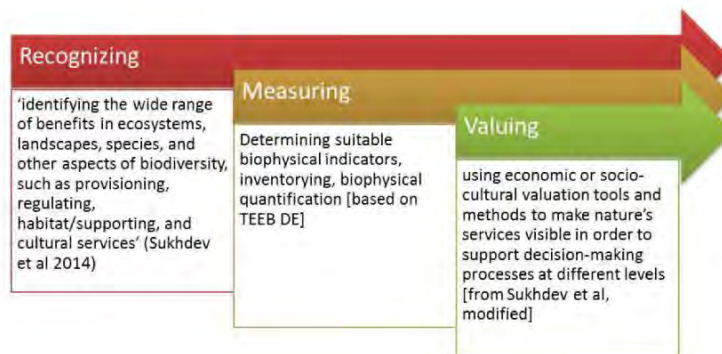 Recognizing
'identifying the wide range
of benefits in ecosystems,
landscapes, species, and
other aspects of biodiversity,
such as provisioning,
regulating,
habitat/supporting, and
cultural services' (Sukhdev
et al 2014)
Measuring
Determining suitable
biophysical indicators,
inventorying, biophysical
quantification [based on
TEEB DE]
Valuing
using economic or socio-
cultural valuation tools and
methods to make nature's
services visible in order to
support decision-making
processes at different levels
[from Sukhdev et al,
modified]